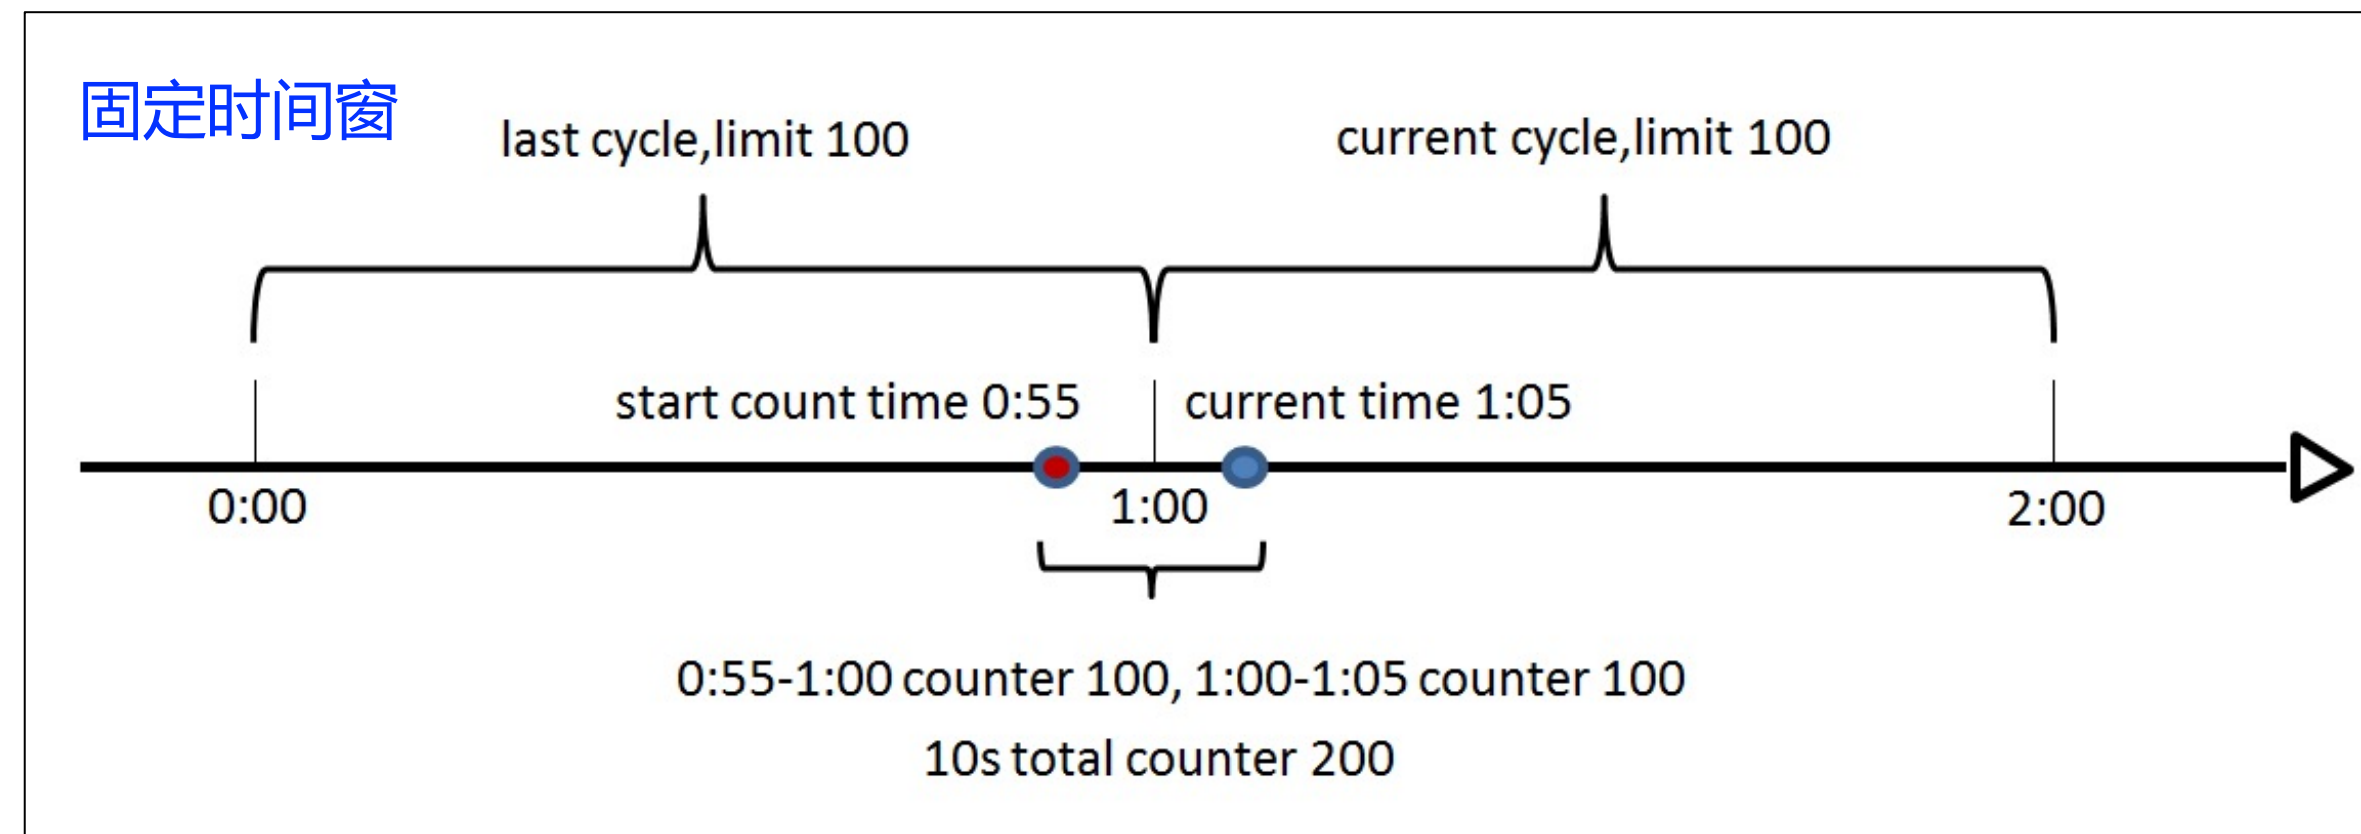 固定时间窗
last cycle,limit 100
current cycle,limit 100
start count time 0:55
current time 1:05
0:00
1:00
2:00
0:55-1:00 counter 100, 1:00-1:05 counter 100
10s total counter 200